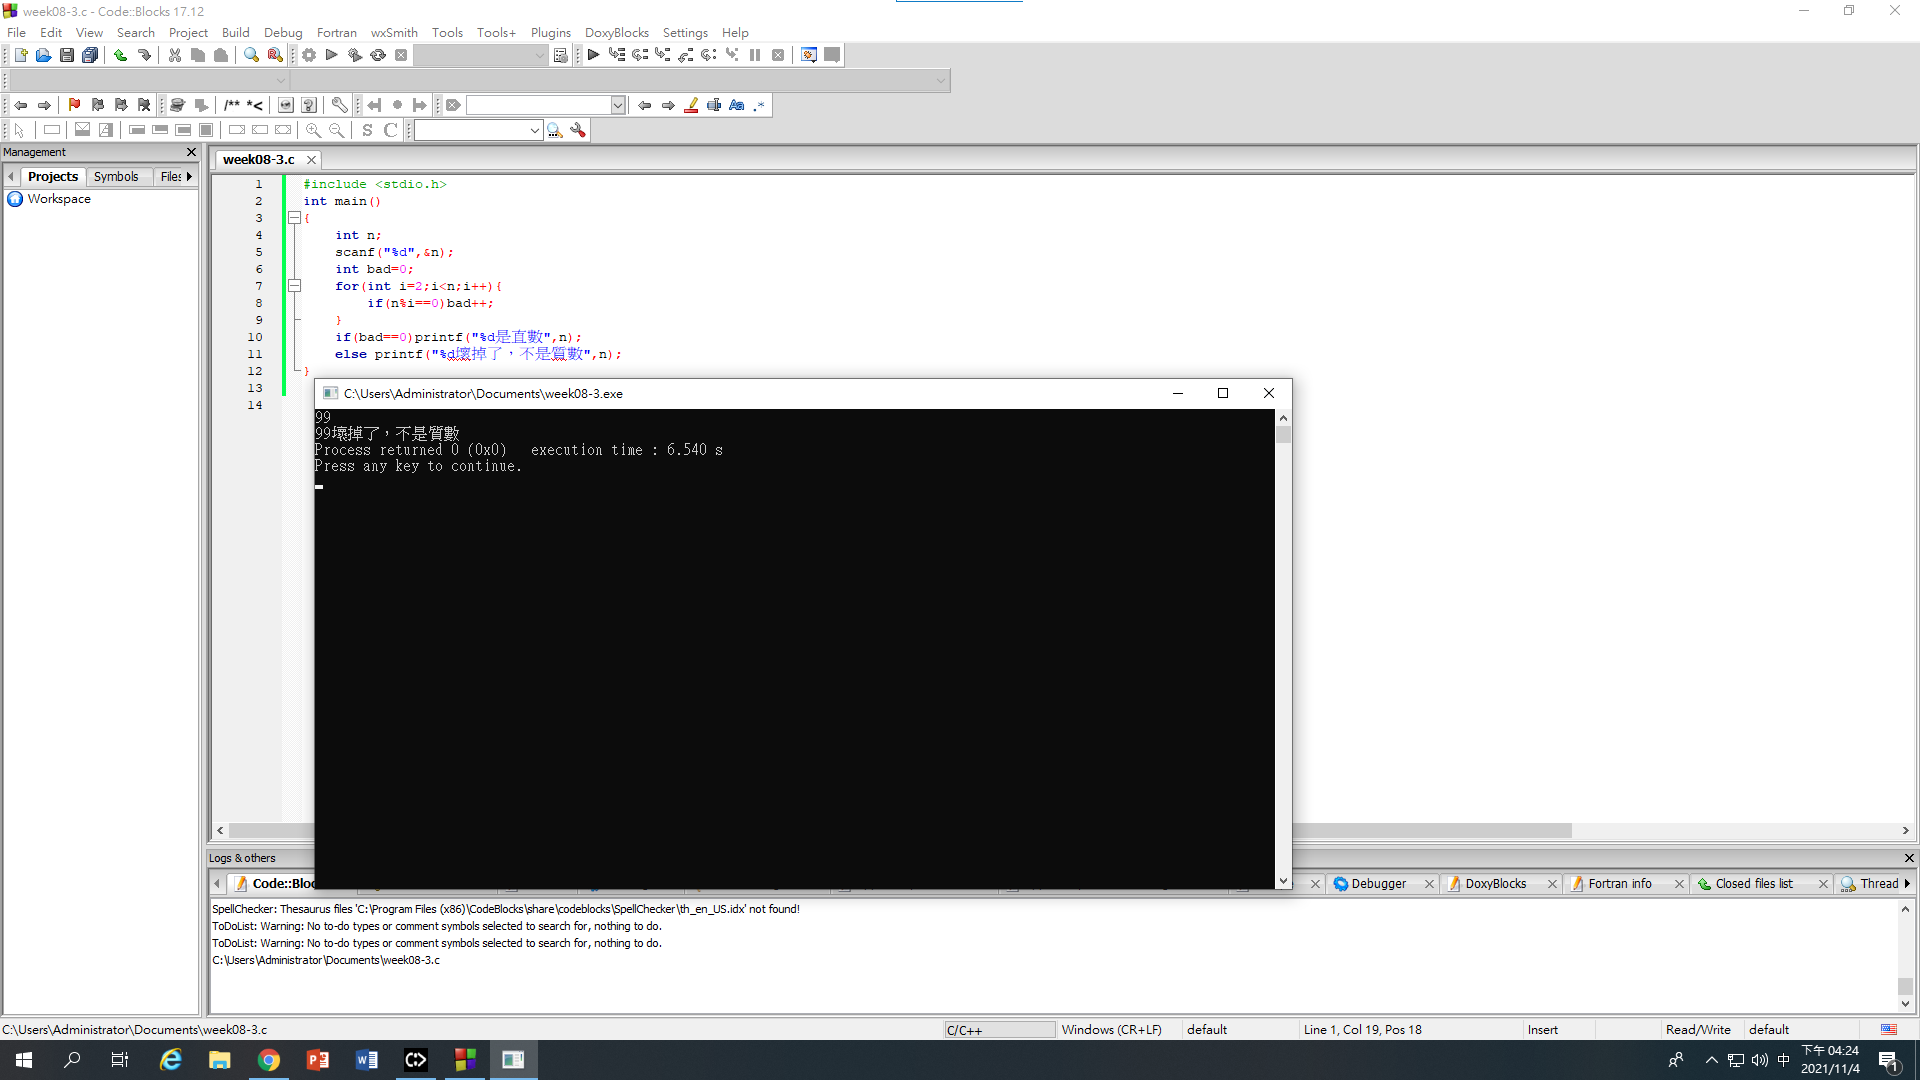 week08-3.c - Code::Blocks 17.12
File Edit View Search Project Build Debug Fortran wxSmith Tools Tools+ Plugins DoxyBlocks Settings Help
/** *<
S C
Management
Projects Symbols Files
Workspace
week08-3.c
1 #include <stdio.h>
2 int main()
3 {
4 int n;
5 scanf("%d",&n);
6 int bad=0;
7 for(int i=2;i<n;i++){
8 if(n%i==0)bad++;
9 }
10 if(bad==0)printf("%d是直數",n);
11 else printf("%d壞掉了，不是質數",n);
12 }
13
14
C:\Users\Administrator\Documents\week08-3.exe
99
99壞掉了，不是質數
Process returned 0 (0x0) execution time : 6.540 s
Press any key to continue.
Logs & others
Code::Bloc Debugger DoxyBlocks Fortran info Closed files list Thread
SpellChecker: Thesaurus files 'C:\Program Files (x86)\CodeBlocks\share\codeblocks\SpellChecker\th_en_US.idx' not found!
ToDoList: Warning: No to-do types or comment symbols selected to search for, nothing to do.
ToDoList: Warning: No to-do types or comment symbols selected to search for, nothing to do.
C:\Users\Administrator\Documents\week08-3.c
C:\Users\Administrator\Documents\week08-3.c C/C++ Windows (CR+LF) default Line 1, Col 19, Pos 18 Insert Read/Write default
中 下午 04:24
2021/11/4
1